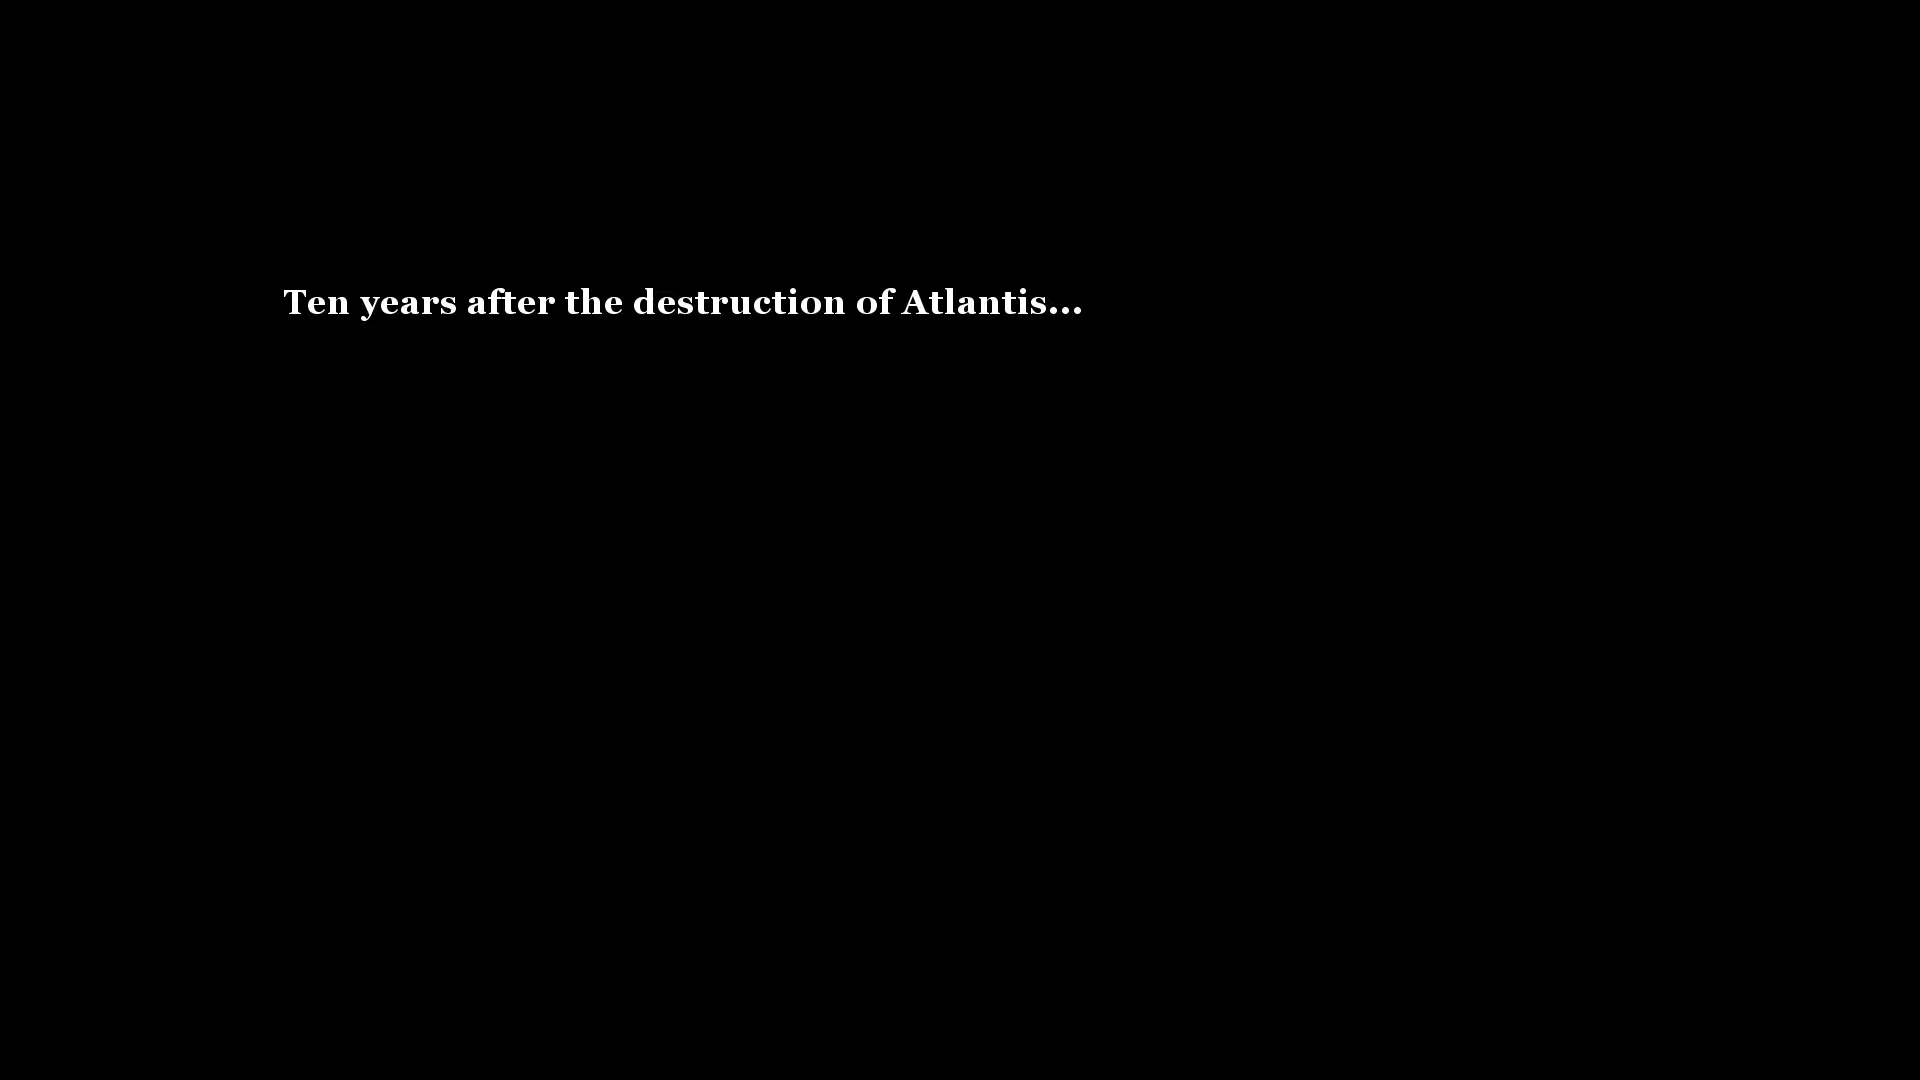 Ten years after the destruction of Atlantis...